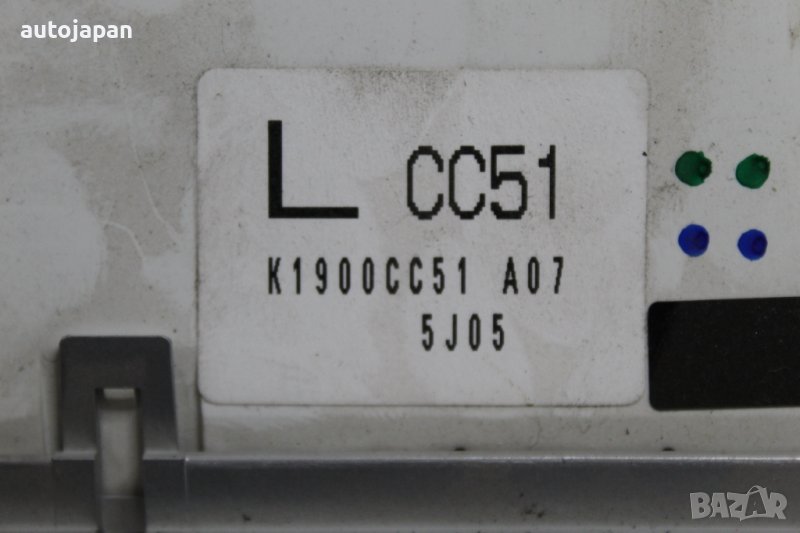 autojapan
L CC51
K1900CC51 A07
5J05
BAZAR